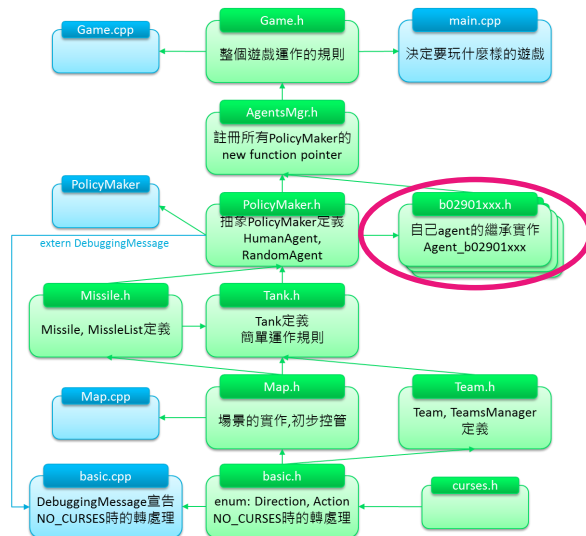 Game.cpp
Game.h
整個遊戲運作的規則
main.cpp
決定要玩什麼樣的遊戲
AgentsMgr.h
註冊所有PolicyMaker的
new function pointer
PolicyMaker
extern DebuggingMessage
PolicyMaker.h
抽象PolicyMaker定義
HumanAgent,
RandomAgent
b02901xxx.h
自己agent的繼承實作
Agent_b02901xxx
Missile.h
Missile, MissleList定義
Tank.h
Tank定義
簡單運作規則
Map.cpp
Map.h
場景的實作,初步控管
Team.h
Team, TeamsManager
定義
basic.cpp
DebuggingMessage宣告
NO_CURSES時的轉處理
basic.h
enum: Direction, Action
NO_CURSES時的轉處理
curses.h